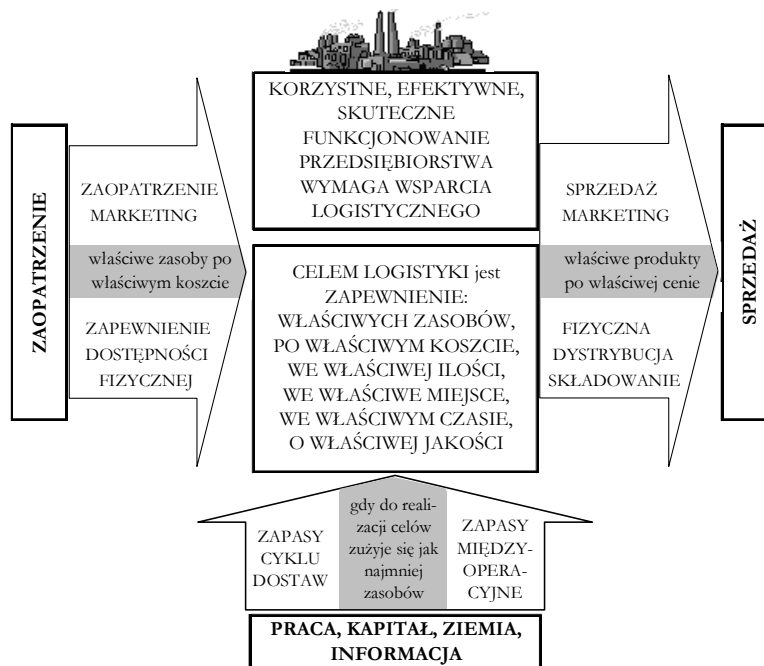 KORZYSTNE, EFEKTYWNE,
SKUTECZNE
FUNKCJONOWANIE
PRZEDSIĘBIORSTWA
WYMAGA WSPARCIA
LOGISTYCZNEGO
ZAOPATRZENIE
ZAOPATRZENIE
MARKETING
właściwe zasoby po
właściwym koszcie
ZAPEWNIENIE
DOSTĘPNOŚCI
FIZYCZNEJ
CELEM LOGISTYKI jest
ZAPEWNIENIE:
WŁAŚCIWYCH ZASOBÓW,
PO WŁAŚCIWYM KOSZCIE,
WE WŁAŚCIWEJ ILOŚCI,
WE WŁAŚCIWE MIEJSCE,
WE WŁAŚCIWYM CZASIE,
O WŁAŚCIWEJ JAKOŚCI
SPRZEDAŻ
MARKETING
właściwe produkty
po właściwej cenie
FIZYCZNA
DYSTRYBUCJA
SKŁADOWANIE
SPRZEDAŻ
ZAPASY
CYKLU
DOSTAW
gdy do reali-
zacji celów
zużyje się jak
najmniej
zasobów
ZAPASY
MIĘDZY-
OPERA-
CYJNE
PRACA, KAPITAŁ, ZIEMIA,
INFORMACJA